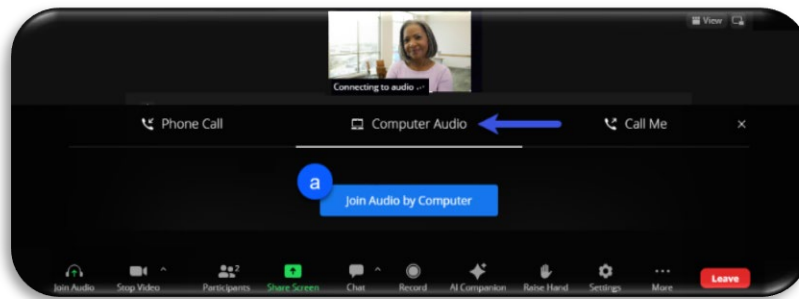 View
Connecting to audio
Phone Call
Computer Audio
Call Me
a
Join Audio by Computer
Join Audio
Stop Video
Participants
2
Share Screen
Chat
Record
AI Companion
Raise Hand
Settings
More
Leave